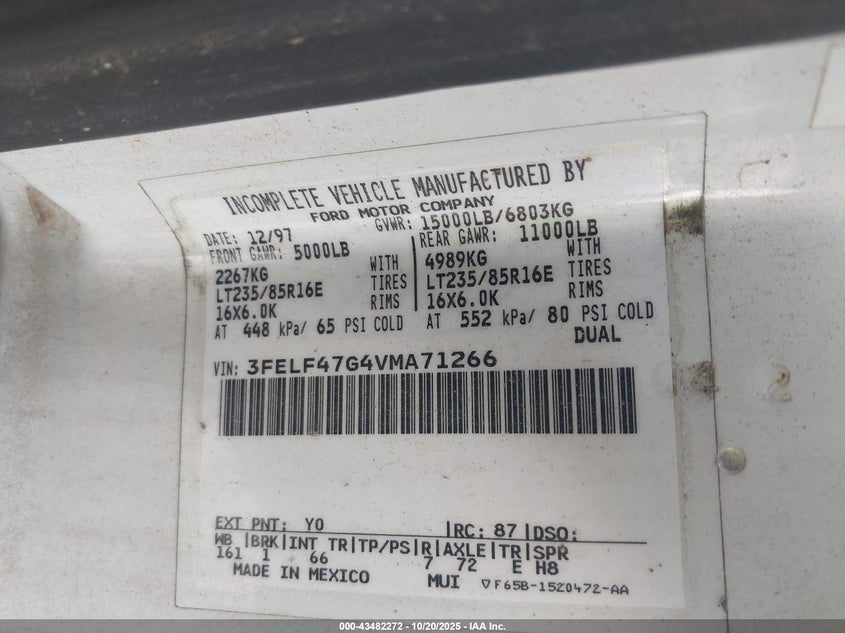 INCOMPLETE VEHICLE MANUFACTURED BY
FORD MOTOR COMPANY
DATE: 12/97 GVWR: 15000LB/6803KG
FRONT GAWR: 5000LB REAR GAWR: 11000LB
2267KG WITH 4989KG WITH
LT235/85R16E TIRES LT235/85R16E TIRES
16X6.0K RIMS 16X6.0K RIMS
AT 448 kPa/ 65 PSI COLD AT 552 kPa/ 80 PSI COLD
DUAL
VIN: 3FELF47G4VMA71266
EXT PNT: Y0 RC: 87 DSO:
WB BRK INT TR TP/PS R AXLE TR SPR
161 1 66 7 72 E H8
MADE IN MEXICO MUI ▽F65B-1520472-AA
000-43482272 - 10/20/2025 - IAA Inc.